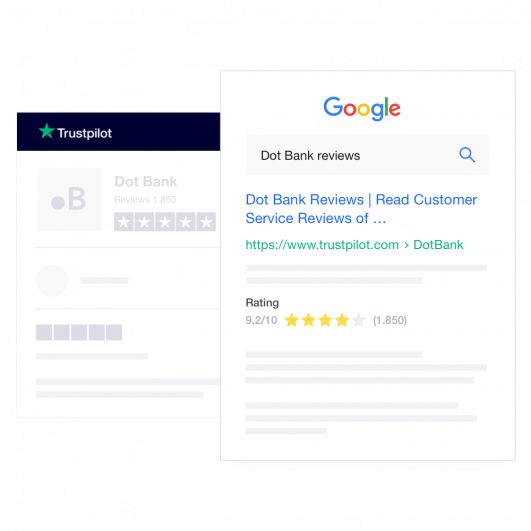 Trustpilot
.B
Dot Bank
Reviews 1.850
Google
Dot Bank reviews
Dot Bank Reviews | Read Customer
Service Reviews of …
https://www.trustpilot.com › DotBank
Rating
9,2/10 (1.850)